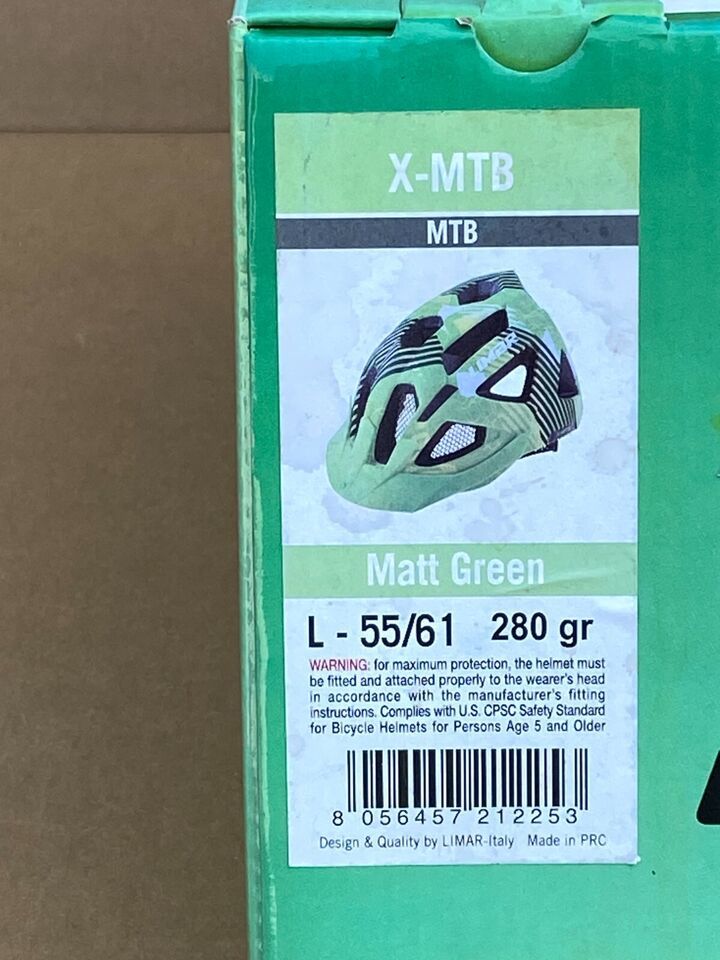 X-MTB
MTB
LIMAR
Matt Green
L - 55/61 280 gr
WARNING: for maximum protection, the helmet must
be fitted and attached properly to the wearer's head
in accordance with the manufacturer's fitting
instructions. Complies with U.S. CPSC Safety Standard
for Bicycle Helmets for Persons Age 5 and Older
8 056457 212253
Design & Quality by LIMAR-Italy Made in PRC